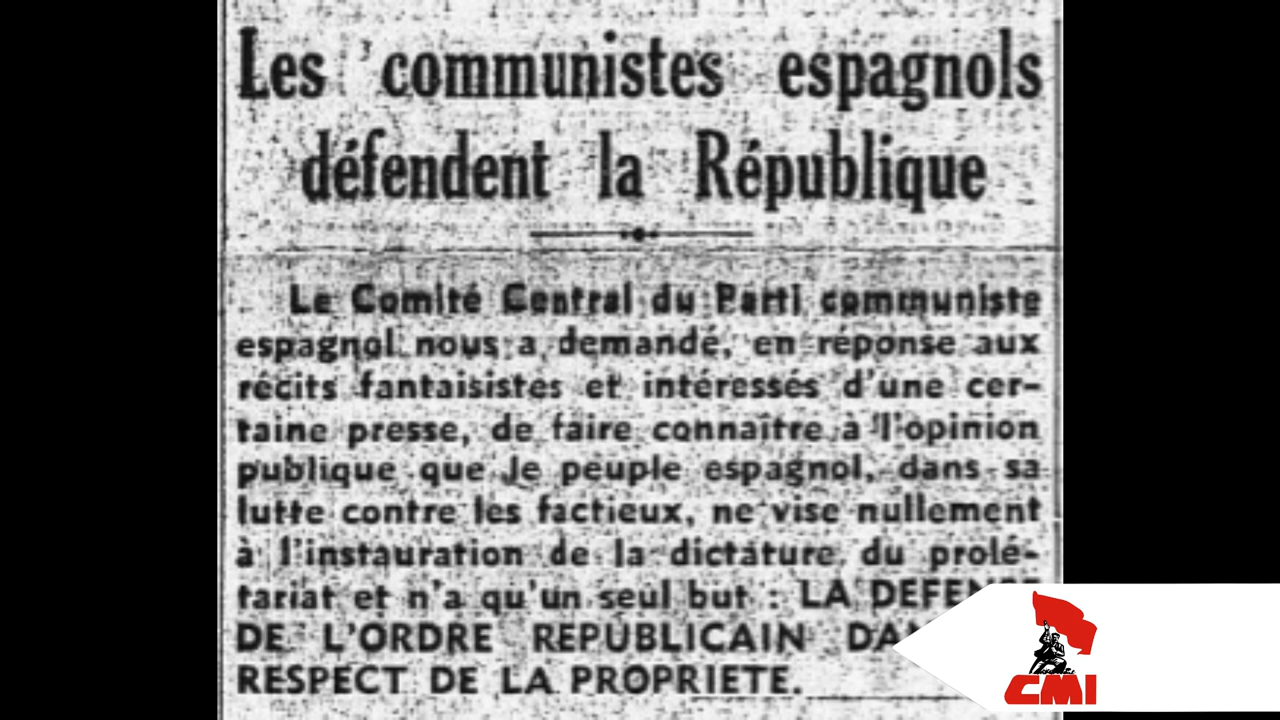 Les communistes espagnols
défendent la République
Le Comité Central du Parti communiste
espagnol nous a demandé, en réponse aux
récits fantaisistes et intéressés d'une cer-
taine presse, de faire connaître à l'opinion
publique que le peuple espagnol, dans sa
lutte contre les factieux, ne vise nullement
à l'instauration de la dictature du prolé-
tariat et n'a qu'un seul but : LA
DE L'ORDRE REPUBLICAIN
RESPECT DE LA PROPRIETE.
CMI